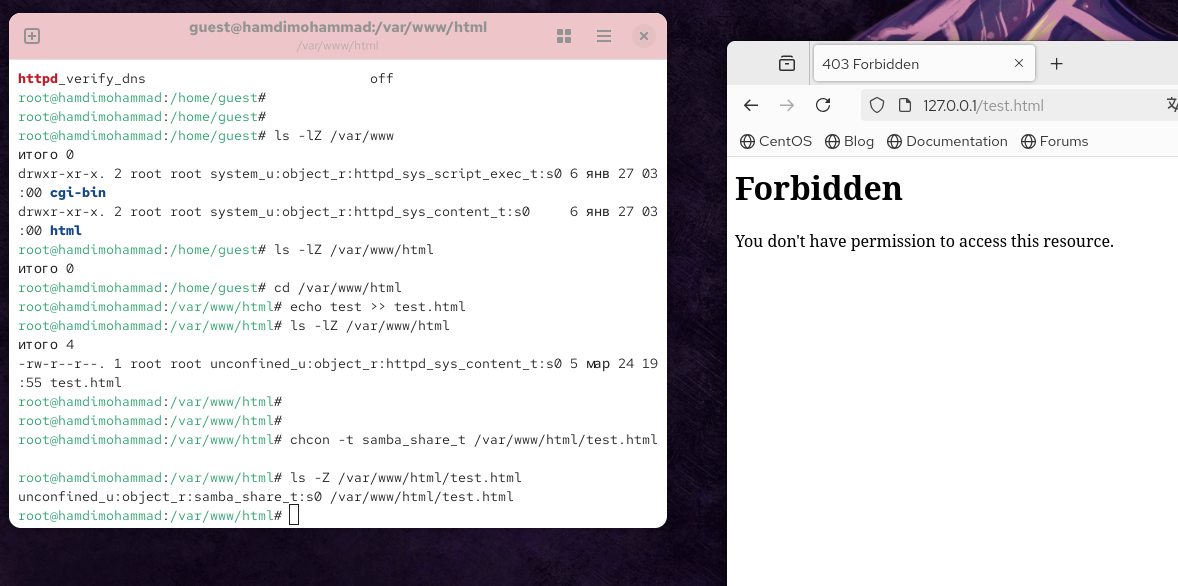 guest@hamdimohammad:/var/www/html
/var/www/html
httpd_verify_dns                            off
root@hamdimohammad:/home/guest#
root@hamdimohammad:/home/guest#
root@hamdimohammad:/home/guest# ls -lZ /var/www
итого 0
drwxr-xr-x. 2 root root system_u:object_r:httpd_sys_script_exec_t:s0 6 янв 27 03
:00 cgi-bin
drwxr-xr-x. 2 root root system_u:object_r:httpd_sys_content_t:s0     6 янв 27 03
:00 html
root@hamdimohammad:/home/guest# ls -lZ /var/www/html
итого 0
root@hamdimohammad:/home/guest# cd /var/www/html
root@hamdimohammad:/var/www/html# echo test >> test.html
root@hamdimohammad:/var/www/html# ls -lZ /var/www/html
итого 4
-rw-r--r--. 1 root root unconfined_u:object_r:httpd_sys_content_t:s0 5 мар 24 19
:55 test.html
root@hamdimohammad:/var/www/html#
root@hamdimohammad:/var/www/html#
root@hamdimohammad:/var/www/html# chcon -t samba_share_t /var/www/html/test.html
root@hamdimohammad:/var/www/html# ls -Z /var/www/html/test.html
unconfined_u:object_r:samba_share_t:s0 /var/www/html/test.html
root@hamdimohammad:/var/www/html#
403 Forbidden
127.0.0.1/test.html
CentOS Blog Documentation Forums
Forbidden
You don't have permission to access this resource.